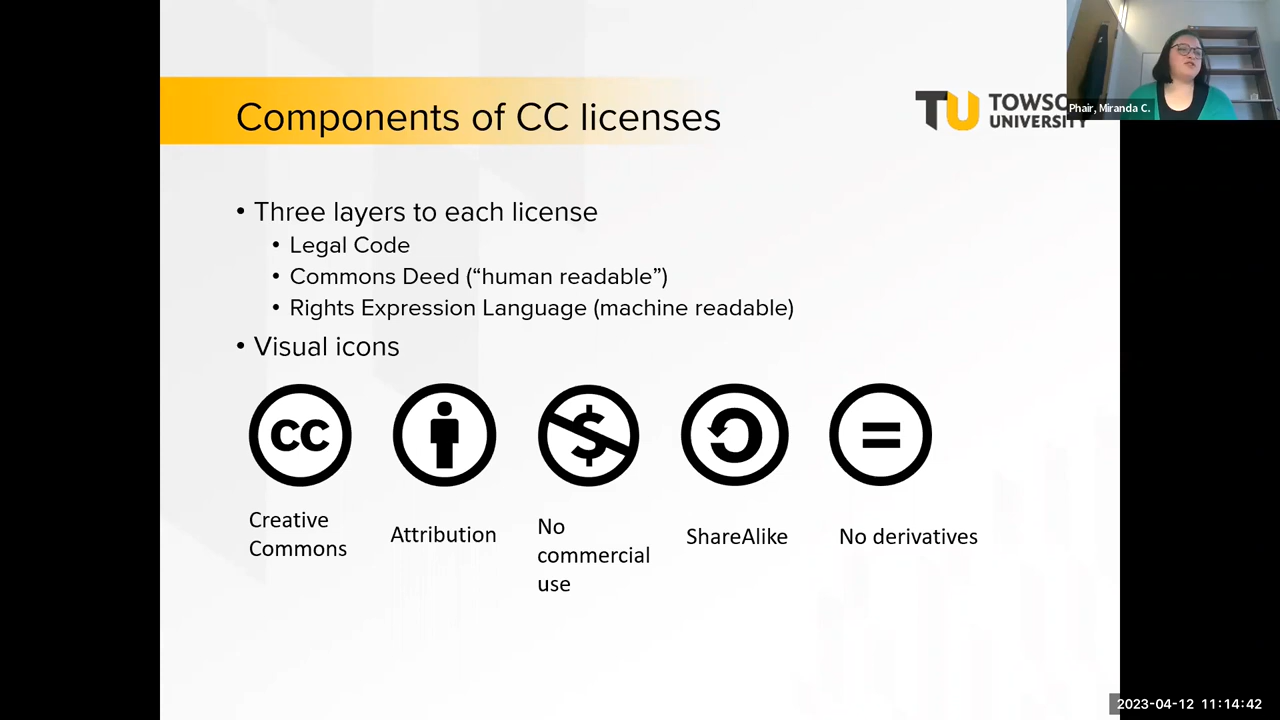 Components of CC licenses
TU TOWSO
UNIVERSITY
Phair, Miranda C.
• Three layers to each license
• Legal Code
• Commons Deed (“human readable”)
• Rights Expression Language (machine readable)
• Visual icons
CC
$
=
Creative
Commons
Attribution
No
commercial
use
ShareAlike
No derivatives
2023-04-12 11:14:42